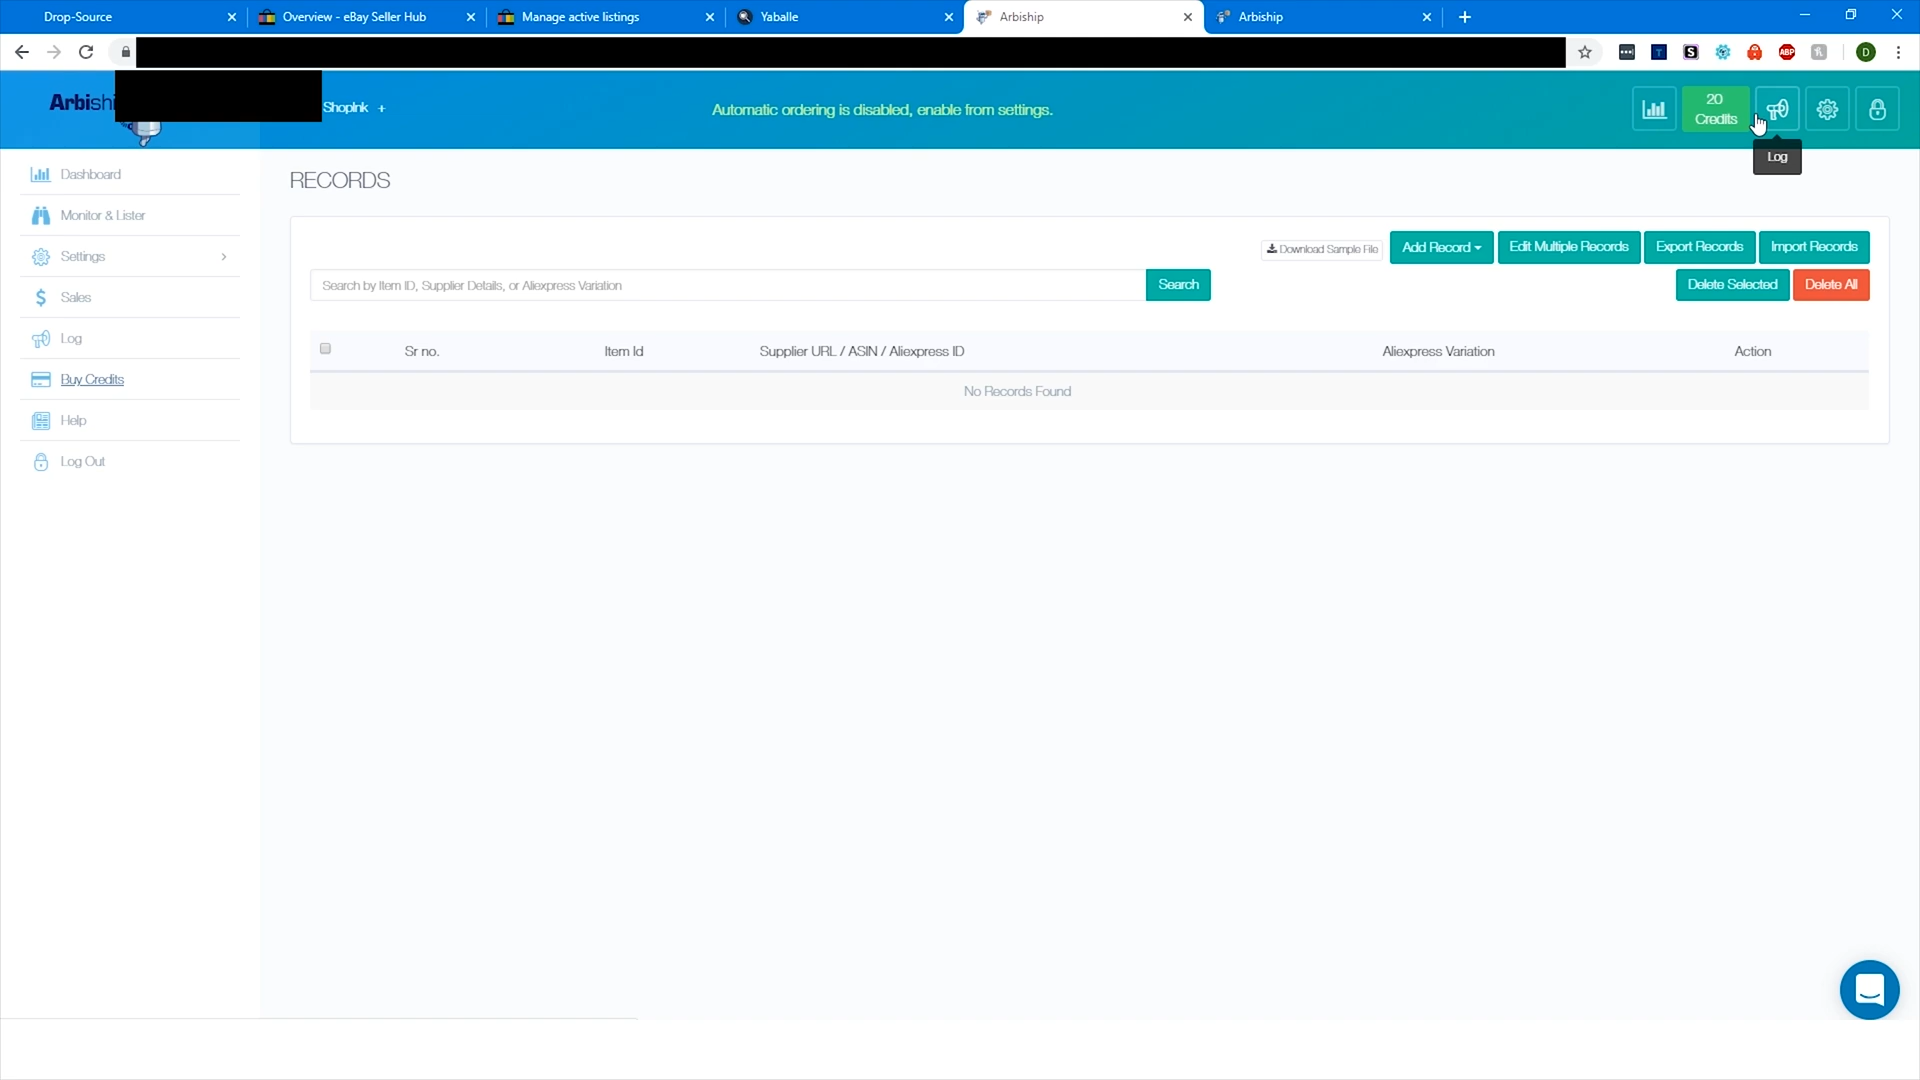 Drop-Source
Overview - eBay Seller Hub
Manage active listings
Yaballe
Arbiship
Arbiship
S
T
ABP
D
Arbishi
ShopInk +
Automatic ordering is disabled, enable from settings.
20
Credits
Log
Dashboard
Monitor & Lister
Settings
Sales
Log
Buy Credits
Help
Log Out
RECORDS
Download Sample File
Add Record
Edit Multiple Records
Export Records
Import Records
Search by Item ID, Supplier Details, or Aliexpress Variation
Search
Delete Selected
Delete All
Sr no.
Item Id
Supplier URL / ASIN / Aliexpress ID
Aliexpress Variation
Action
No Records Found